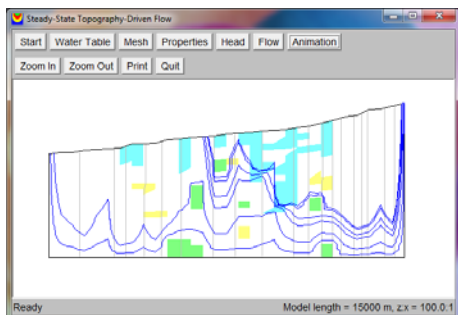 Steady-State Topography-Driven Flow
Start Water Table Mesh Properties Head Flow Animation
Zoom In Zoom Out Print Quit
Ready Model length = 15000 m, z:x = 100.0:1